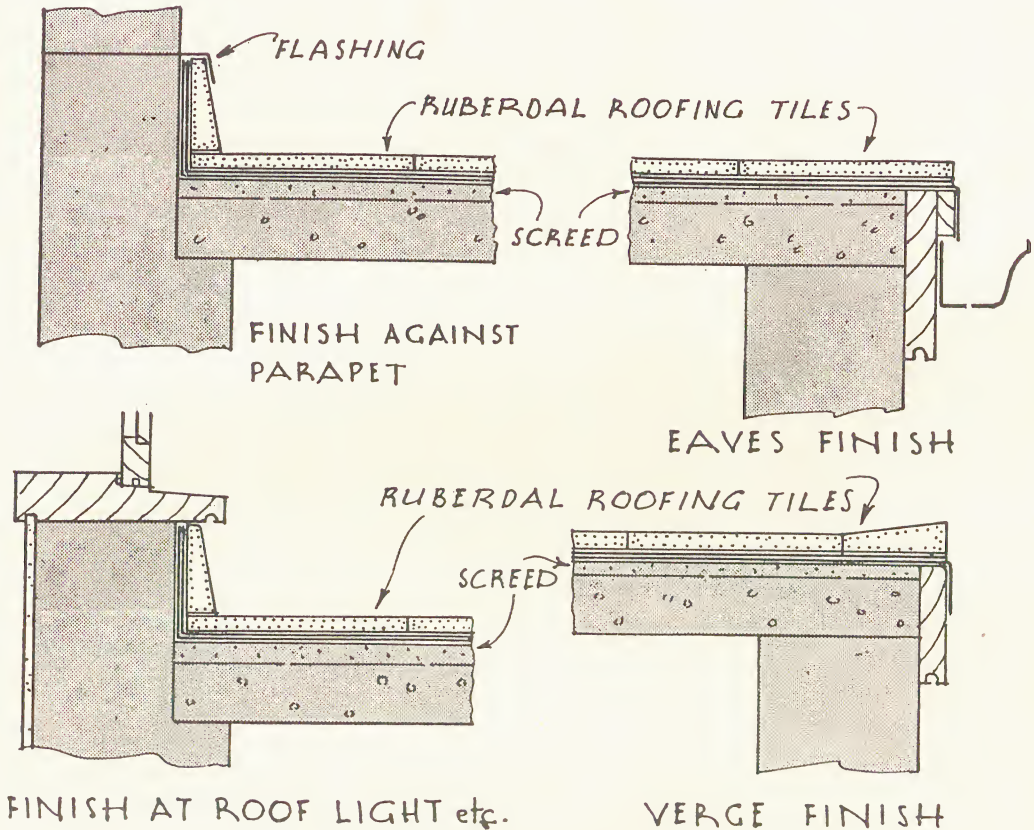 FLASHING
RUBERDAL ROOFING TILES
SCREED
FINISH AGAINST
PARAPET
EAVES FINISH
RUBERDAL ROOFING TILES
SCREED
FINISH AT ROOF LIGHT etc.
VERGE FINISH